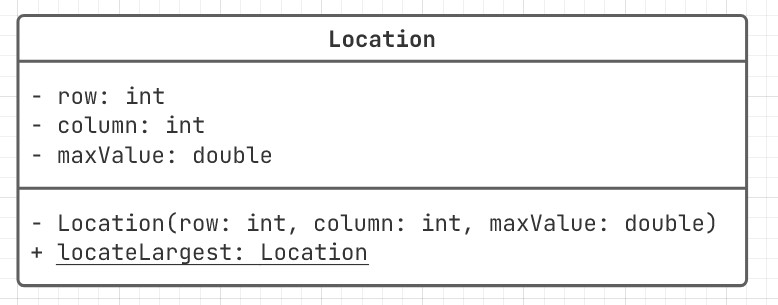 Location
- row: int
- column: int
- maxValue: double
- Location(row: int, column: int, maxValue: double)
+ locateLargest: Location